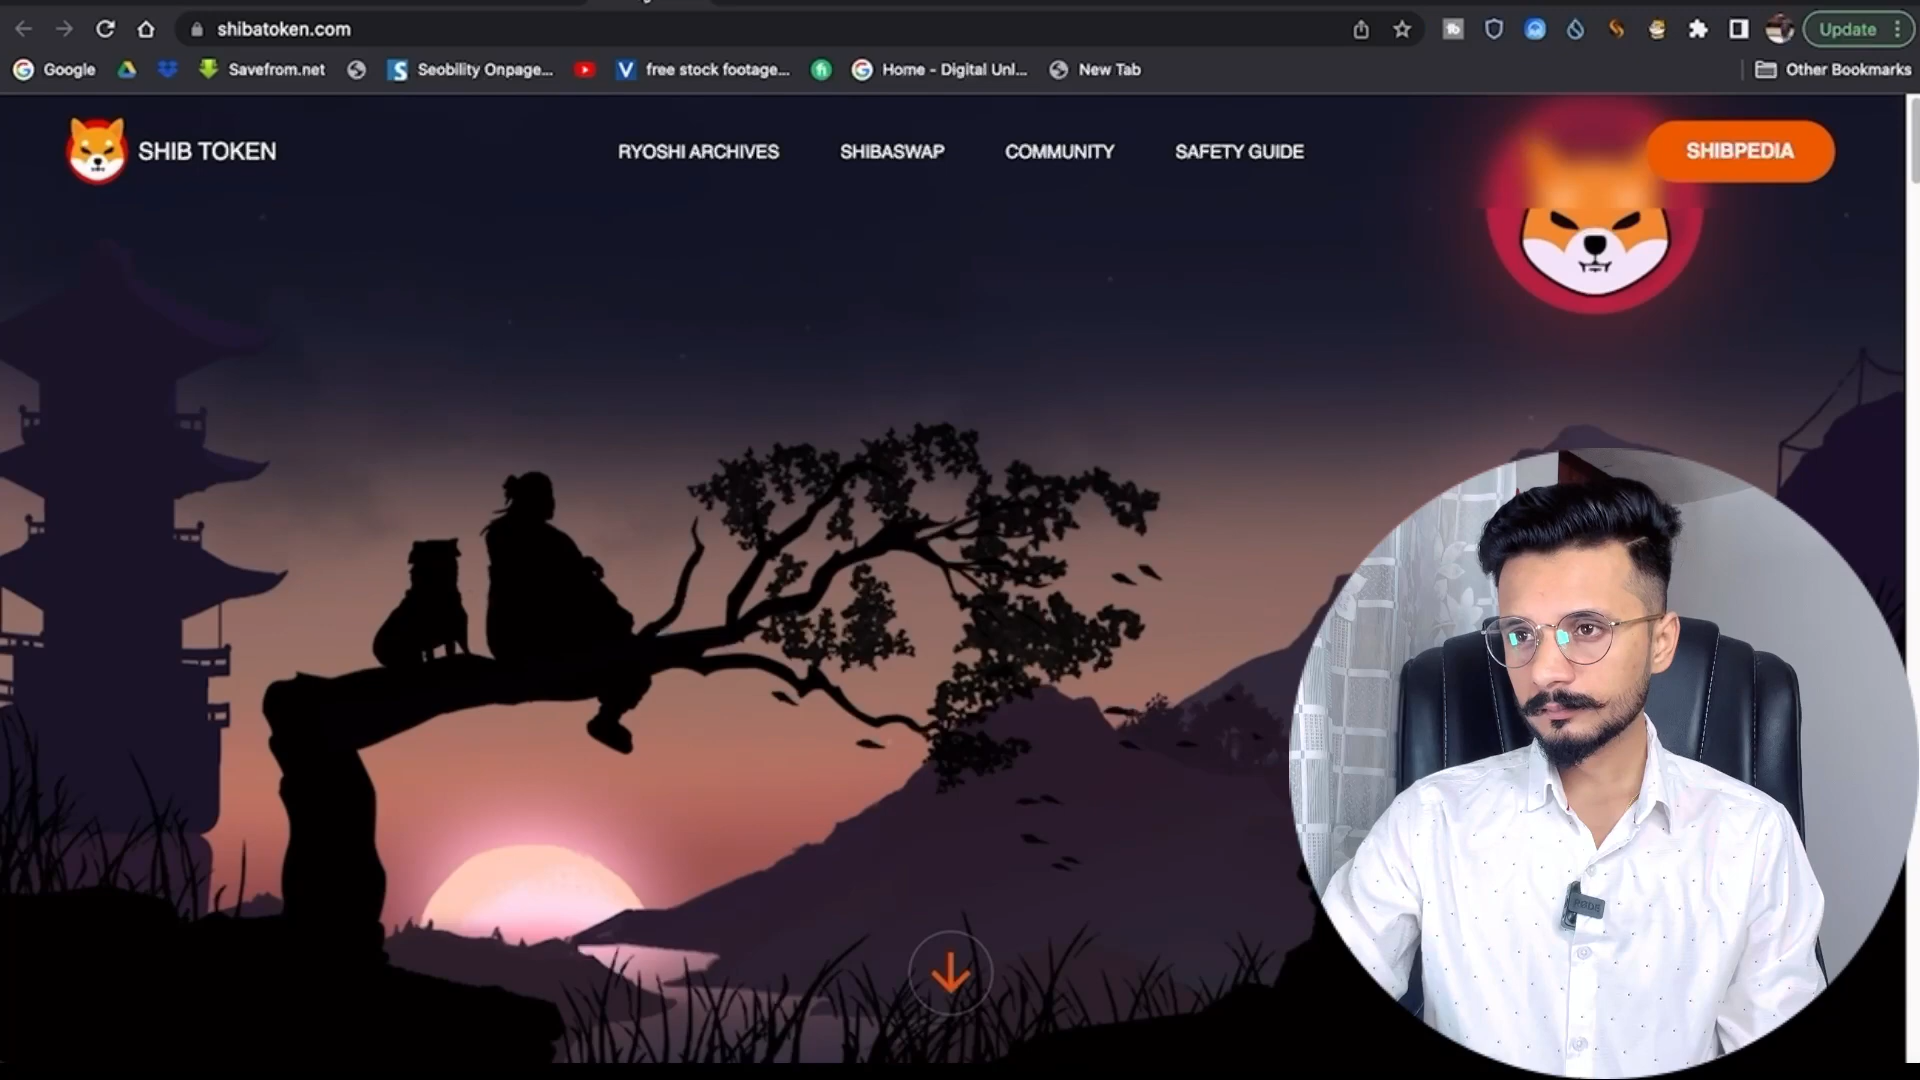 shibatoken.com
Update
Google
Savefrom.net
Seobility Onpage...
free stock footage...
Home - Digital Unl...
New Tab
Other Bookmarks
SHIB TOKEN
RYOSHI ARCHIVES
SHIBASWAP
COMMUNITY
SAFETY GUIDE
SHIBPEDIA